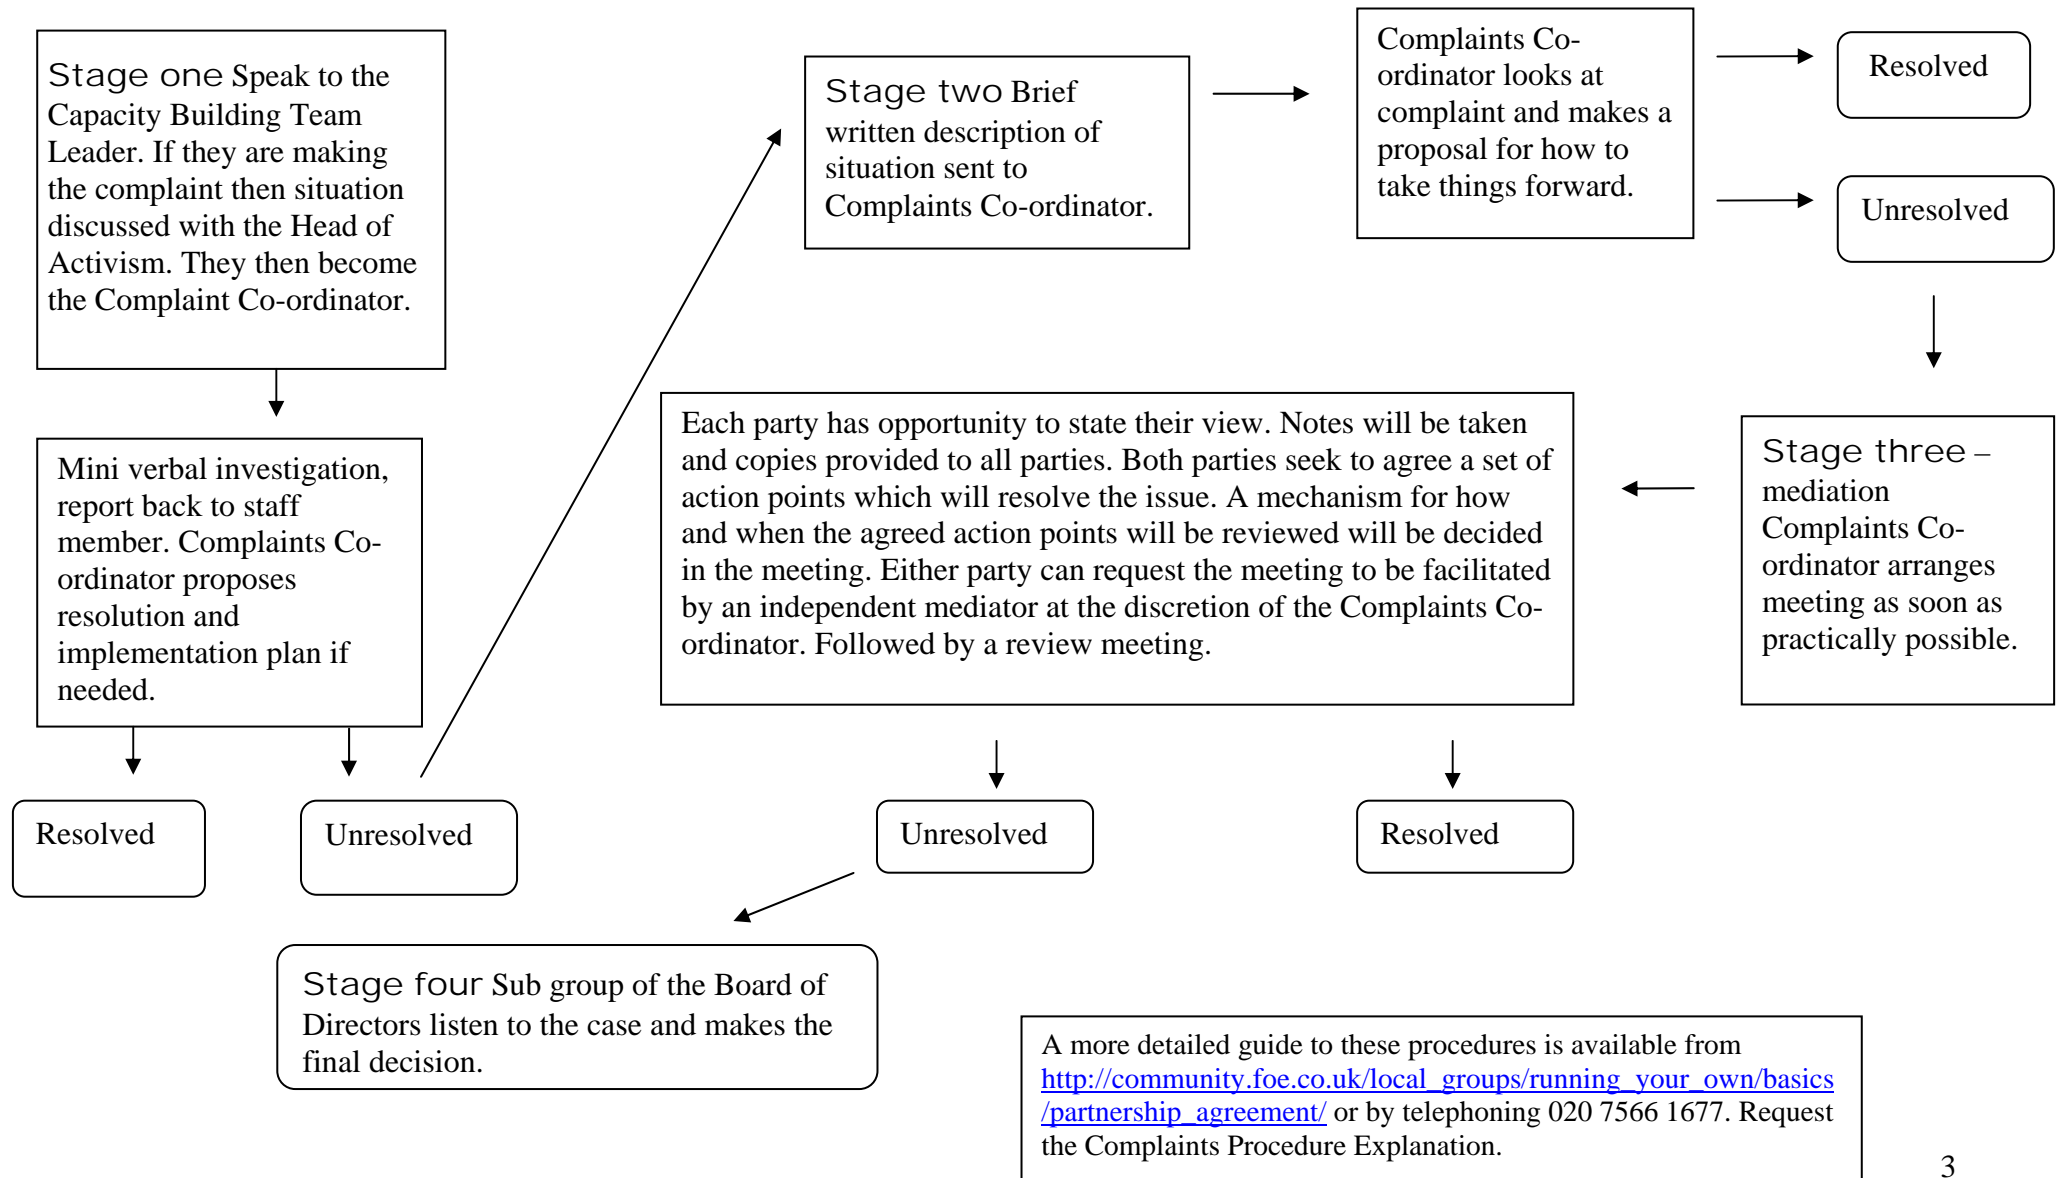 Stage one Speak to the
Capacity Building Team
Leader. If they are making
the complaint then situation
discussed with the Head of
Activism. They then become
the Complaint Co-ordinator.
Mini verbal investigation,
report back to staff
member. Complaints Co-
ordinator proposes
resolution and
implementation plan if
needed.
Resolved
Unresolved
Stage two Brief
written description of
situation sent to
Complaints Co-ordinator.
Complaints Co-
ordinator looks at
complaint and makes a
proposal for how to
take things forward.
Resolved
Unresolved
Stage three –
mediation
Complaints Co-
ordinator arranges
meeting as soon as
practically possible.
Each party has opportunity to state their view. Notes will be taken
and copies provided to all parties. Both parties seek to agree a set of
action points which will resolve the issue. A mechanism for how
and when the agreed action points will be reviewed will be decided
in the meeting. Either party can request the meeting to be facilitated
by an independent mediator at the discretion of the Complaints Co-
ordinator. Followed by a review meeting.
Unresolved
Resolved
Stage four Sub group of the Board of
Directors listen to the case and makes the
final decision.
A more detailed guide to these procedures is available from
http://community.foe.co.uk/local_groups/running_your_own/basics
/partnership_agreement/ or by telephoning 020 7566 1677. Request
the Complaints Procedure Explanation.
3